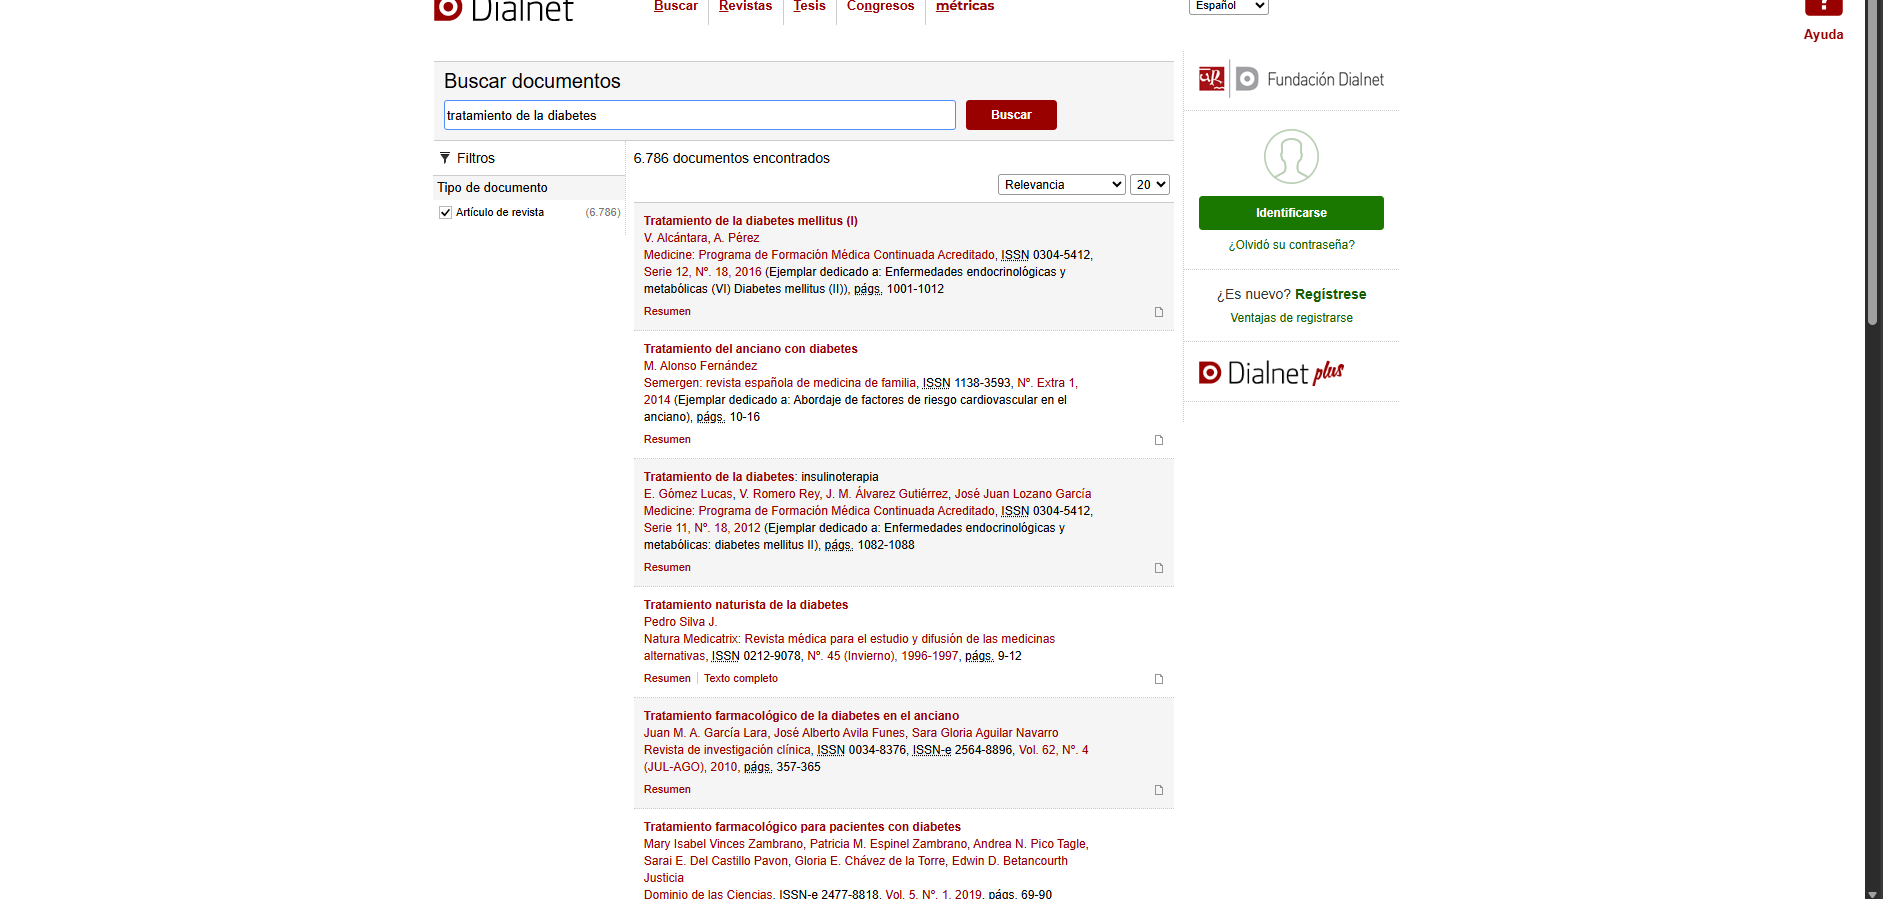 Dialnet
Buscar
Revistas
Tesis
Congresos
métricas
Español
?
Ayuda
Buscar documentos
tratamiento de la diabetes
Buscar
Filtros
Tipo de documento
Artículo de revista (6.786)
6.786 documentos encontrados
Relevancia
20
Tratamiento de la diabetes mellitus (I)
V. Alcántara, A. Pérez
Medicine: Programa de Formación Médica Continuada Acreditado, ISSN 0304-5412,
Serie 12, Nº. 18, 2016 (Ejemplar dedicado a: Enfermedades endocrinológicas y
metabólicas (VI) Diabetes mellitus (II)), págs. 1001-1012
Resumen
Tratamiento del anciano con diabetes
M. Alonso Fernández
Semergen: revista española de medicina de familia, ISSN 1138-3593, Nº. Extra 1,
2014 (Ejemplar dedicado a: Abordaje de factores de riesgo cardiovascular en el
anciano), págs. 10-16
Resumen
Tratamiento de la diabetes: insulinoterapia
E. Gómez Lucas, V. Romero Rey, J. M. Álvarez Gutiérrez, José Juan Lozano García
Medicine: Programa de Formación Médica Continuada Acreditado, ISSN 0304-5412,
Serie 11, Nº. 18, 2012 (Ejemplar dedicado a: Enfermedades endocrinológicas y
metabólicas: diabetes mellitus II), págs. 1082-1088
Resumen
Tratamiento naturista de la diabetes
Pedro Silva J.
Natura Medicatrix: Revista médica para el estudio y difusión de las medicinas
alternativas, ISSN 0212-9078, Nº. 45 (Invierno), 1996-1997, págs. 9-12
Resumen
Texto completo
Tratamiento farmacológico de la diabetes en el anciano
Juan M. A. García Lara, José Alberto Avila Funes, Sara Gloria Aguilar Navarro
Revista de investigación clínica, ISSN 0034-8376, ISSN-e 2564-8896, Vol. 62, Nº. 4
(JUL-AGO), 2010, págs. 357-365
Resumen
Tratamiento farmacológico para pacientes con diabetes
Mary Isabel Vinces Zambrano, Patricia M. Espinel Zambrano, Andrea N. Pico Tagle,
Sarai E. Del Castillo Pavon, Gloria E. Chávez de la Torre, Edwin D. Betancourth
Justicia
Dominio de las Ciencias, ISSN-e 2477-8818, Vol. 5, Nº. 1, 2019, págs. 69-90
Fundación Dialnet
Identificarse
¿Olvidó su contraseña?
¿Es nuevo? Regístrese
Ventajas de registrarse
Dialnet plus